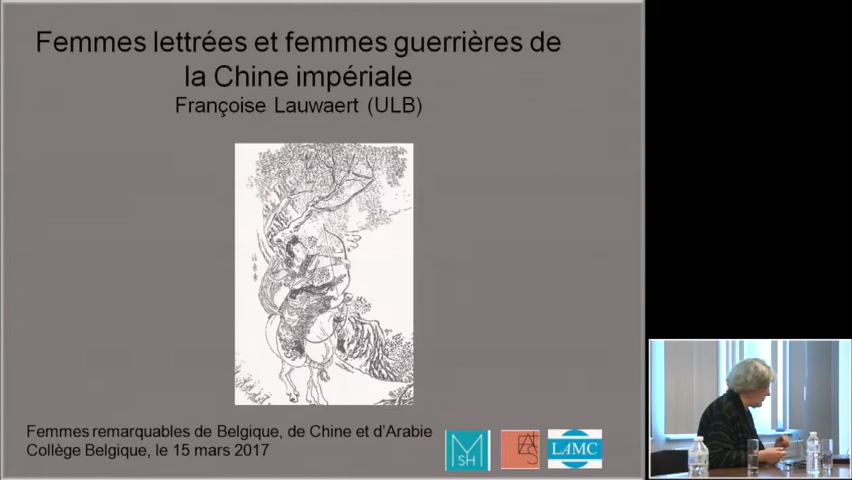 Femmes lettrées et femmes guerrières de
la Chine impériale
Françoise Lauwaert (ULB)
Femmes remarquables de Belgique, de Chine et d'Arabie
Collège Belgique, le 15 mars 2017
MSH
LAMC